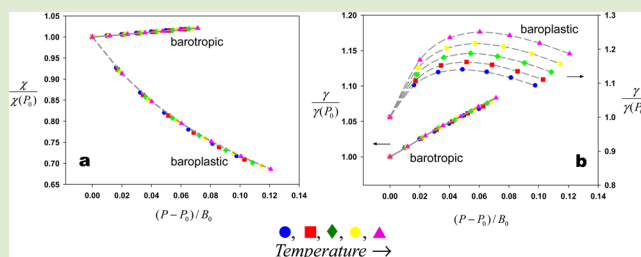 1.05
1.00
0.95
0.90
0.85
0.80
0.75
0.70
0.65
χ
χ(P₀)
barotropic
baroplastic
a
0.00 0.02 0.04 0.06 0.08 0.10 0.12 0.14
(P−P₀)/B₀
1.20
1.15
1.10
1.05
1.00
γ
γ(P₀)
baroplastic
barotropic
b
1.3
1.2
1.1
1.0
0.9
0.8
γ
γ(P₀)
0.00 0.02 0.04 0.06 0.08 0.10 0.12 0.14
(P−P₀)/B₀
, , , ,
Temperature →